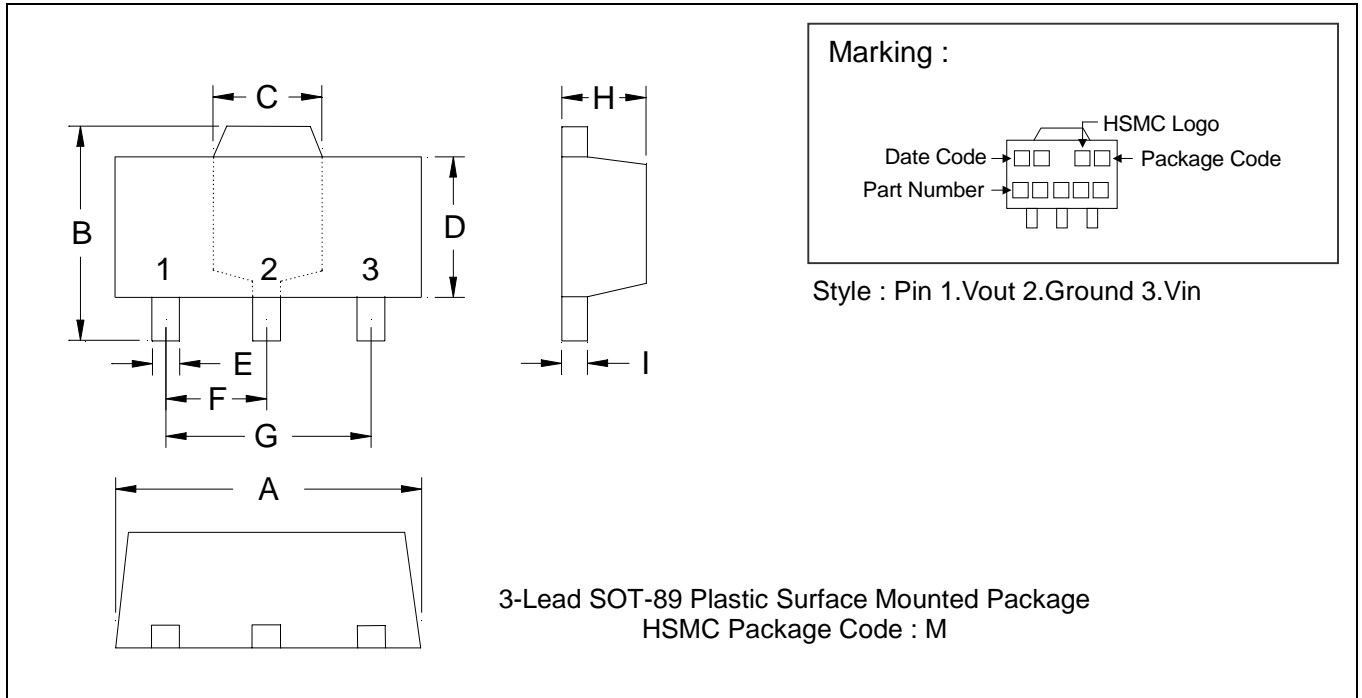 C
B
D
1 2 3
E
F
G
A
H
I
Marking :
HSMC Logo
Date Code
Package Code
Part Number
Style : Pin 1.Vout 2.Ground 3.Vin
3-Lead SOT-89 Plastic Surface Mounted Package
HSMC Package Code : M